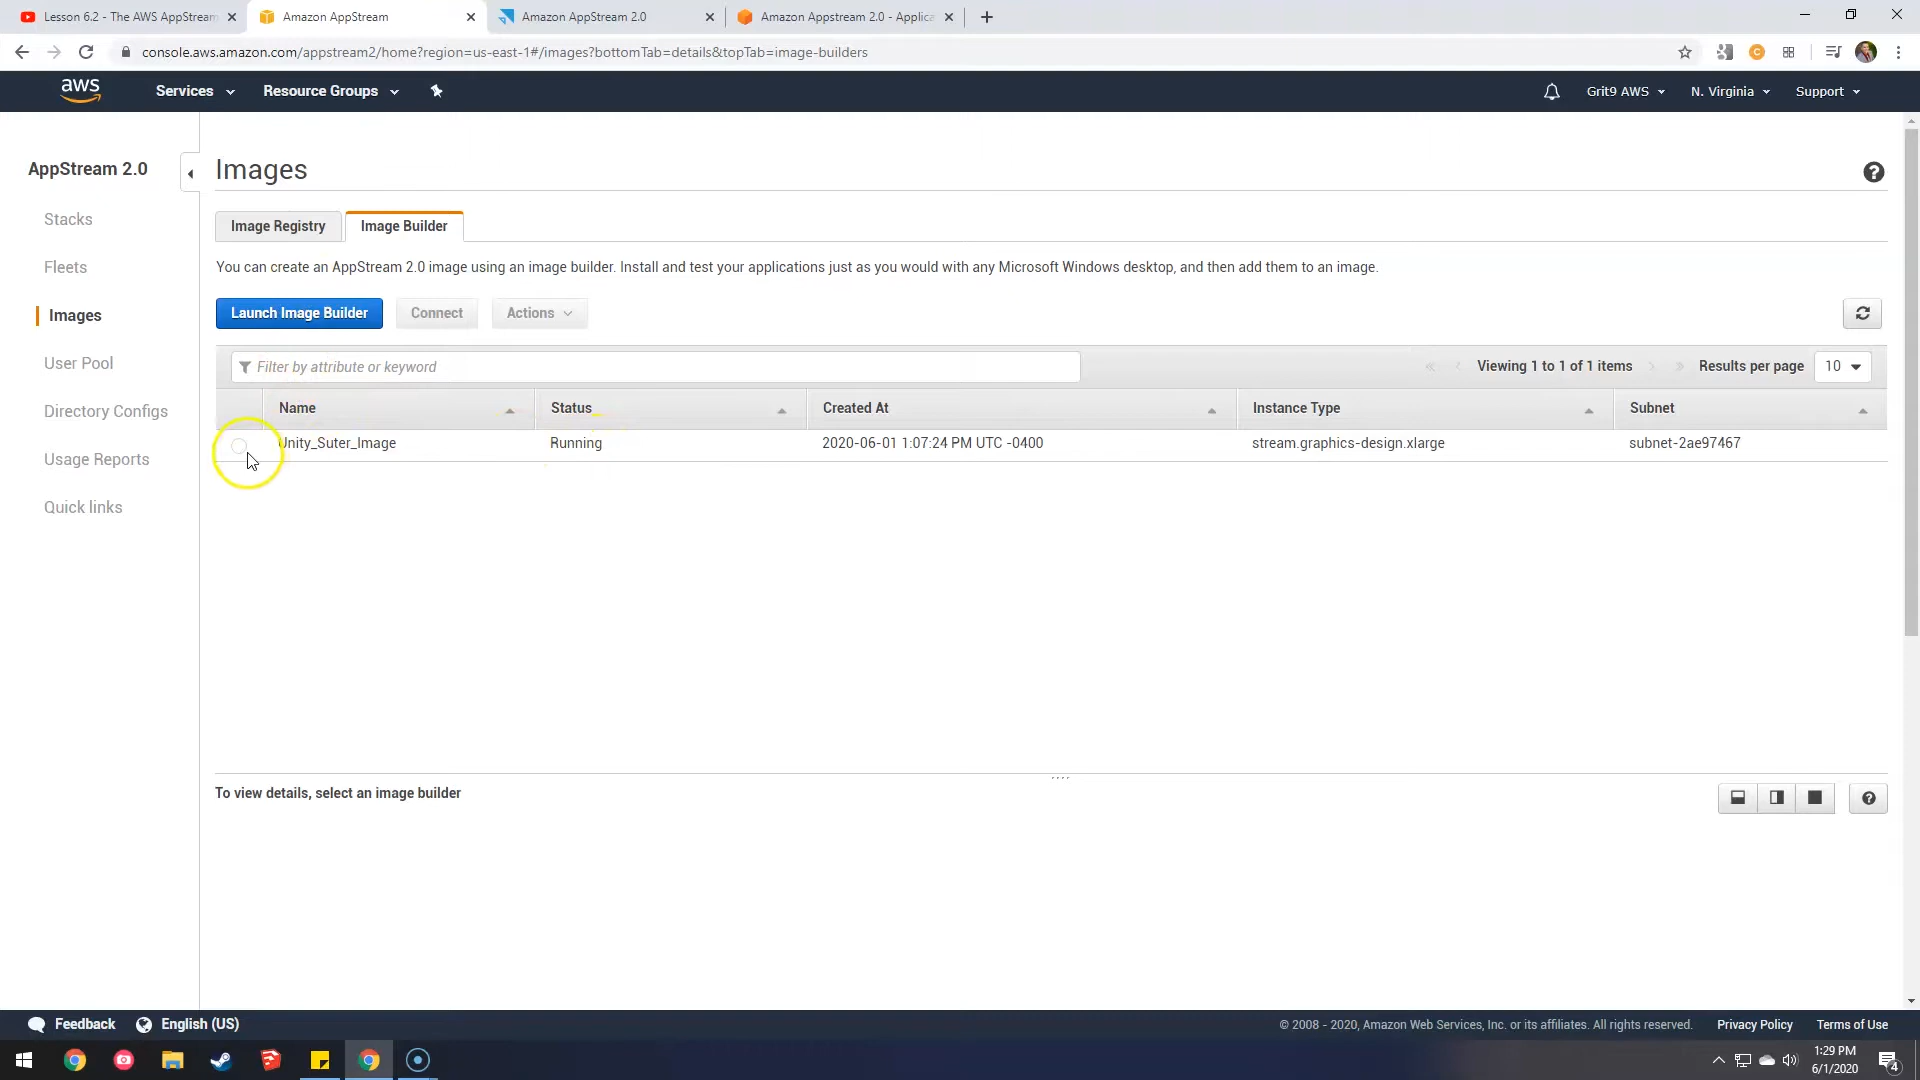 Lesson 6.2 - The AWS AppStream
Amazon AppStream
Amazon AppStream 2.0
Amazon Appstream 2.0 - Applica
console.aws.amazon.com/appstream2/home?region=us-east-1#/images?bottomTab=details&topTab=image-builders
aws
Services
Resource Groups
Grit9 AWS
N. Virginia
Support
AppStream 2.0
Images
Stacks
Fleets
Images
User Pool
Directory Configs
Usage Reports
Quick links
Image Registry
Image Builder
You can create an AppStream 2.0 image using an image builder. Install and test your applications just as you would with any Microsoft Windows desktop, and then add them to an image.
Launch Image Builder
Connect
Actions
Filter by attribute or keyword
Viewing 1 to 1 of 1 items
Results per page
10
Name
Status
Created At
Instance Type
Subnet
Unity_Suter_Image
Running
2020-06-01 1:07:24 PM UTC -0400
stream.graphics-design.xlarge
subnet-2ae97467
To view details, select an image builder
Feedback
English (US)
© 2008 - 2020, Amazon Web Services, Inc. or its affiliates. All rights reserved.
Privacy Policy
Terms of Use
1:29 PM
6/1/2020
4